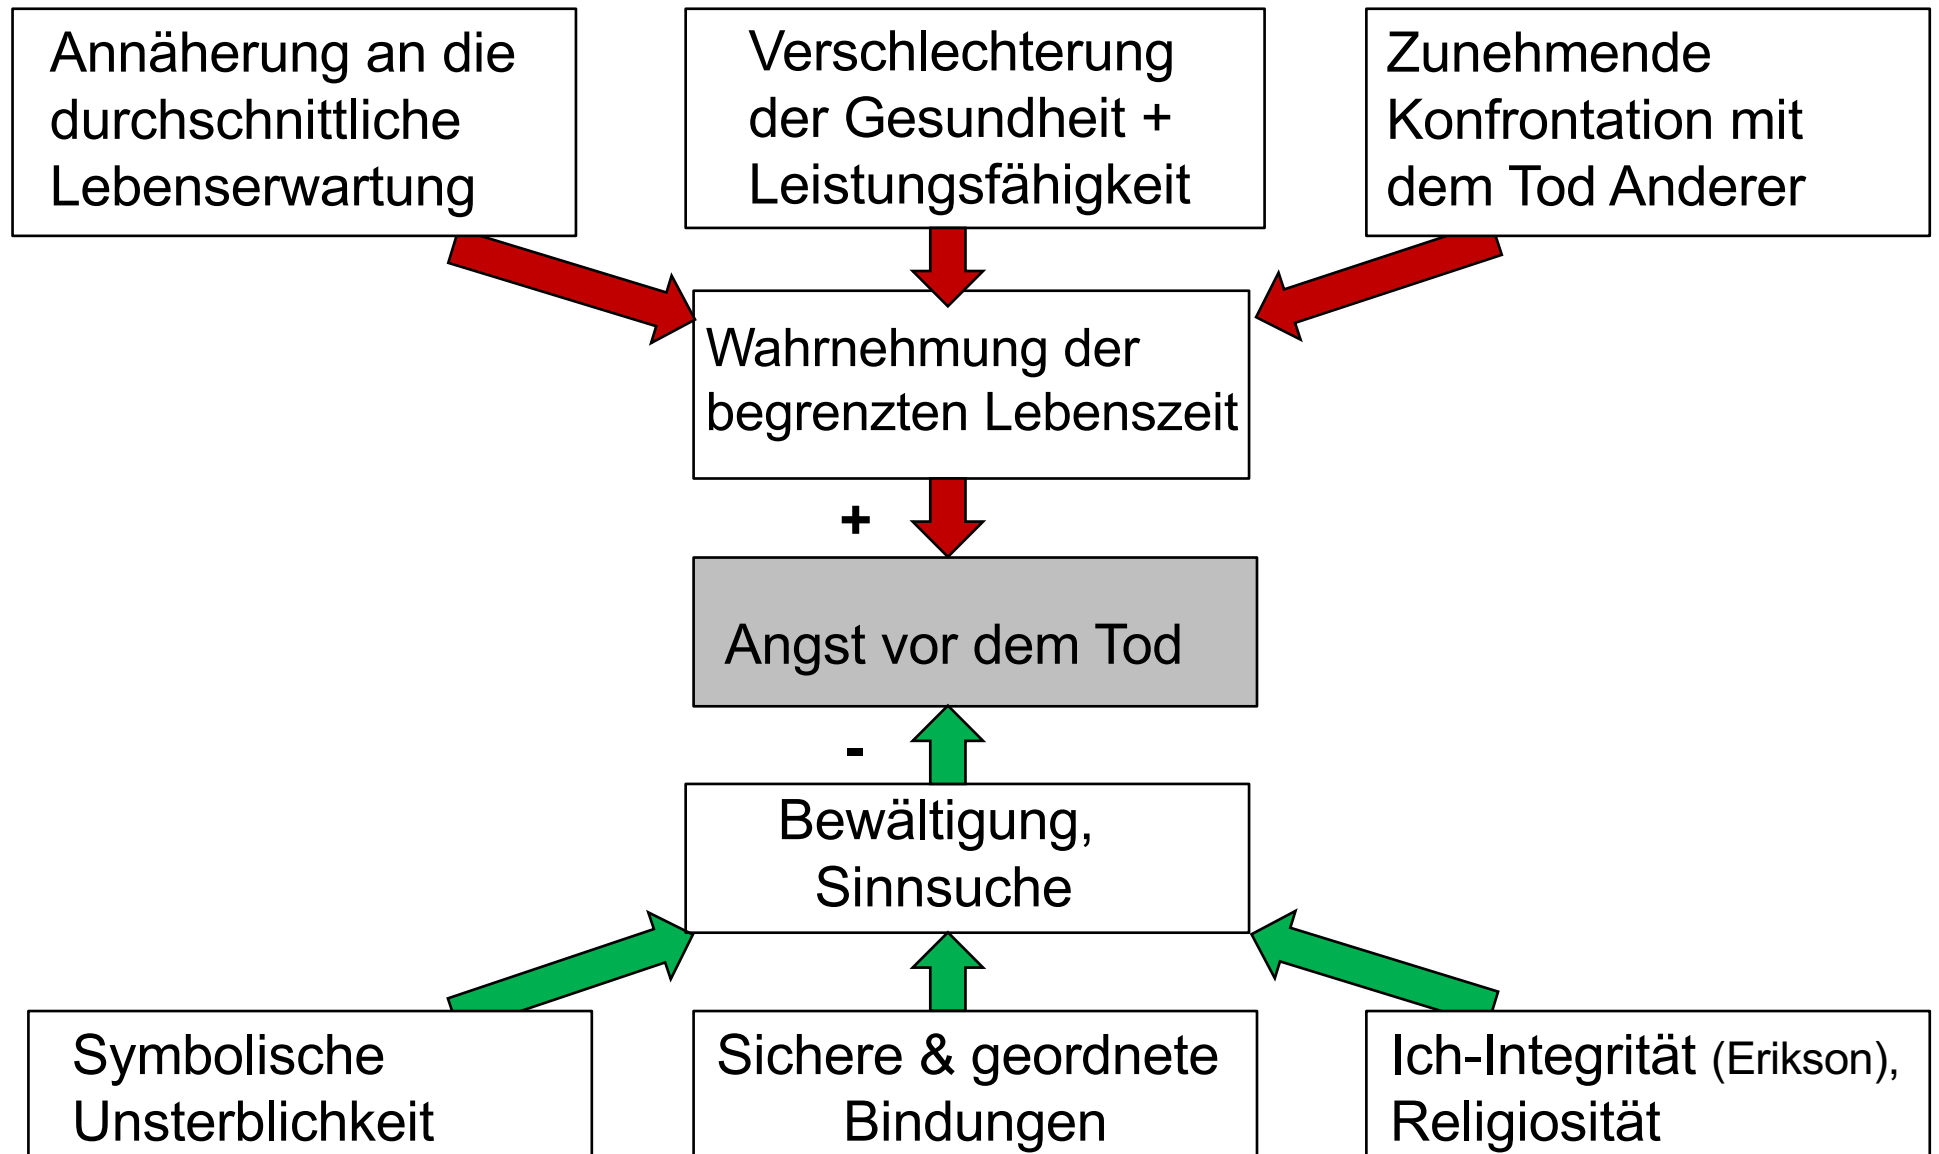 Annäherung an die
durchschnittliche
Lebenserwartung
Verschlechterung
der Gesundheit +
Leistungsfähigkeit
Zunehmende
Konfrontation mit
dem Tod Anderer
Wahrnehmung der
begrenzten Lebenszeit
+
Angst vor dem Tod
-
Bewältigung,
Sinnsuche
Symbolische
Unsterblichkeit
Sichere & geordnete
Bindungen
Ich-Integrität (Erikson),
Religiosität